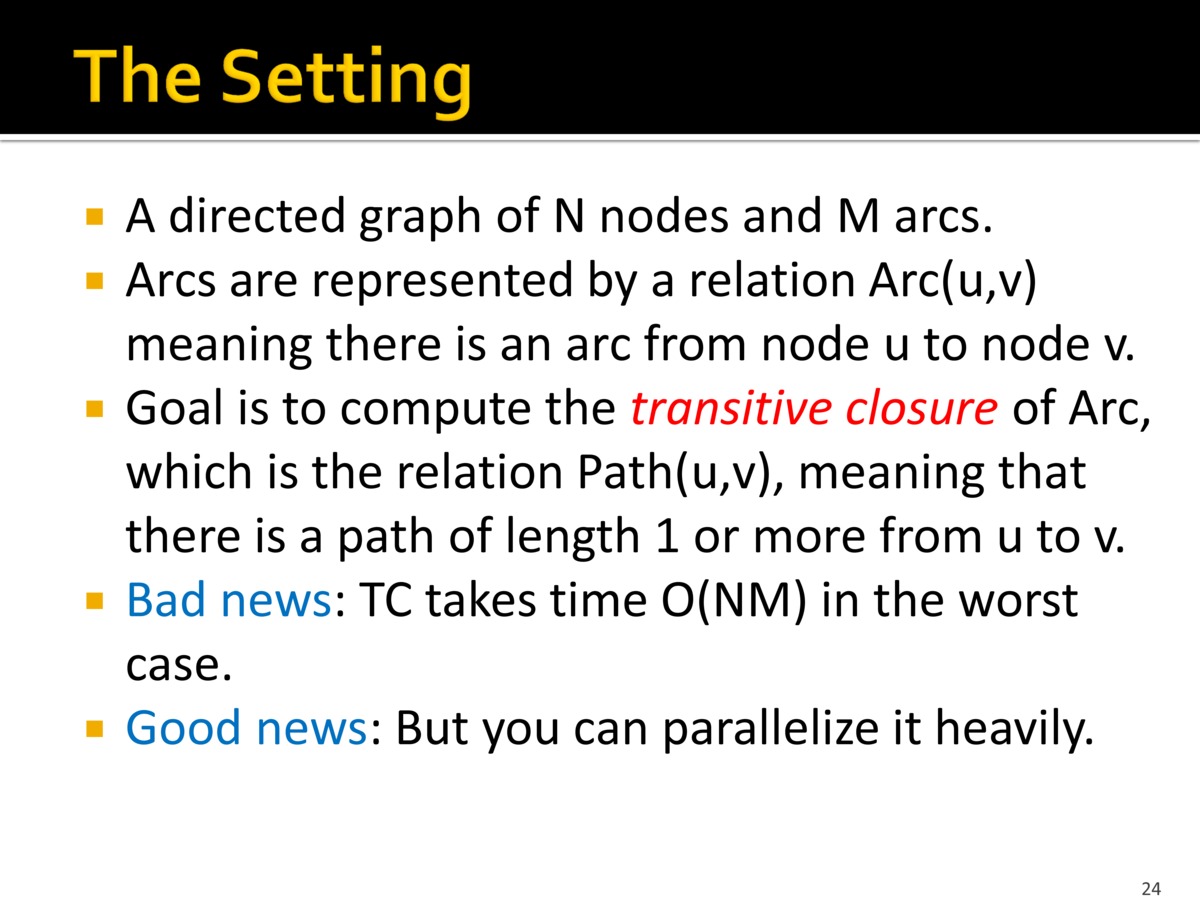 The Setting
▪ A directed graph of N nodes and M arcs.
▪ Arcs are represented by a relation Arc(u,v)
meaning there is an arc from node u to node v.
▪ Goal is to compute the transitive closure of Arc,
which is the relation Path(u,v), meaning that
there is a path of length 1 or more from u to v.
▪ Bad news: TC takes time O(NM) in the worst
case.
▪ Good news: But you can parallelize it heavily.
24